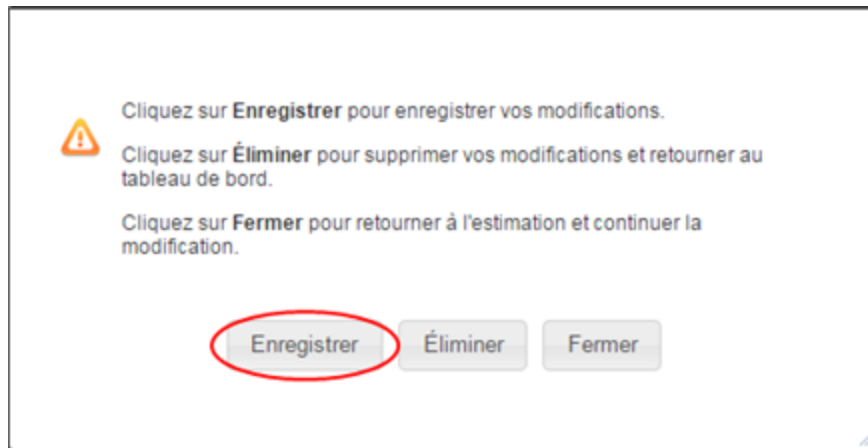 Cliquez sur Enregistrer pour enregistrer vos modifications.
Cliquez sur Éliminer pour supprimer vos modifications et retourner au
tableau de bord.
Cliquez sur Fermer pour retourner à l'estimation et continuer la
modification.
Enregistrer Éliminer Fermer